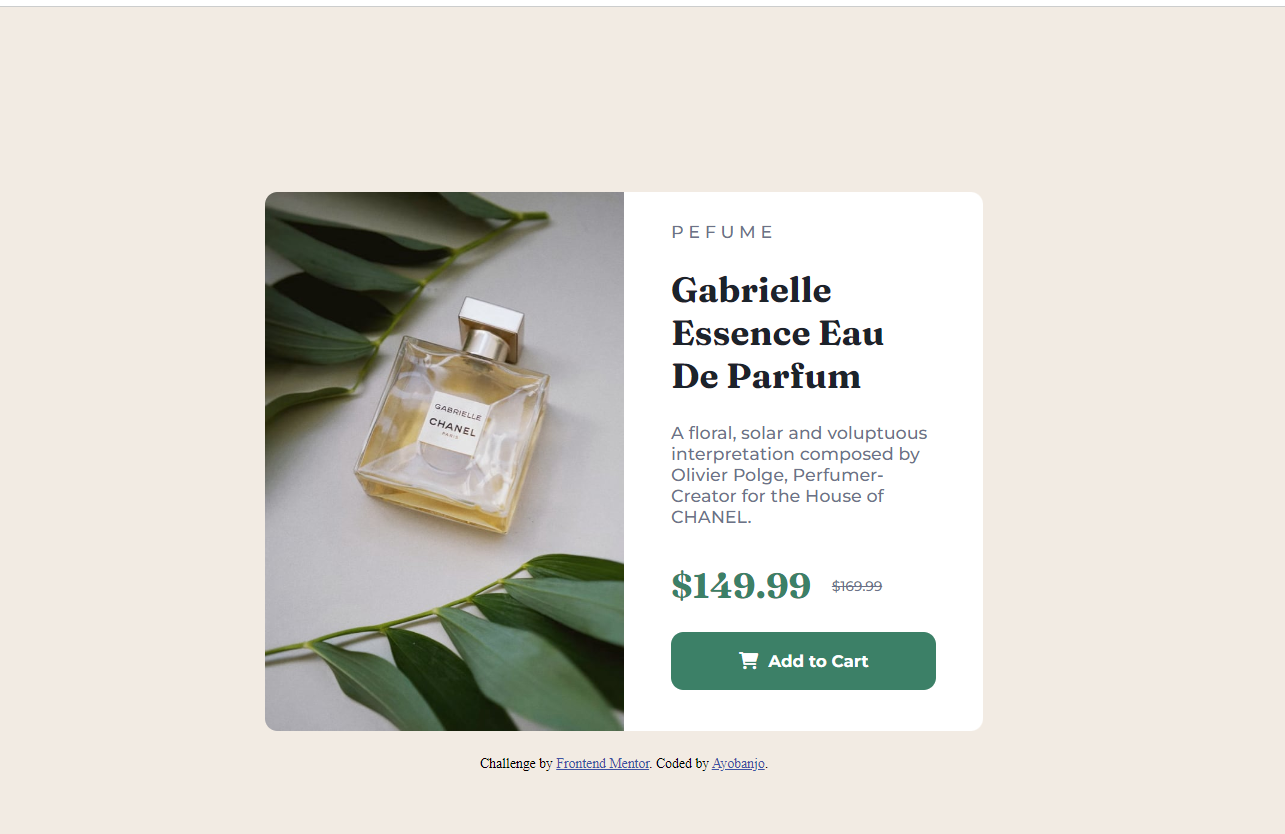 GABRIELLE
CHANEL
PARIS
PEFUME
Gabrielle
Essence Eau
De Parfum
A floral, solar and voluptuous
interpretation composed by
Olivier Polge, Perfumer-
Creator for the House of
CHANEL.
$149.99 $169.99
Add to Cart
Challenge by Frontend Mentor. Coded by Ayobanjo.